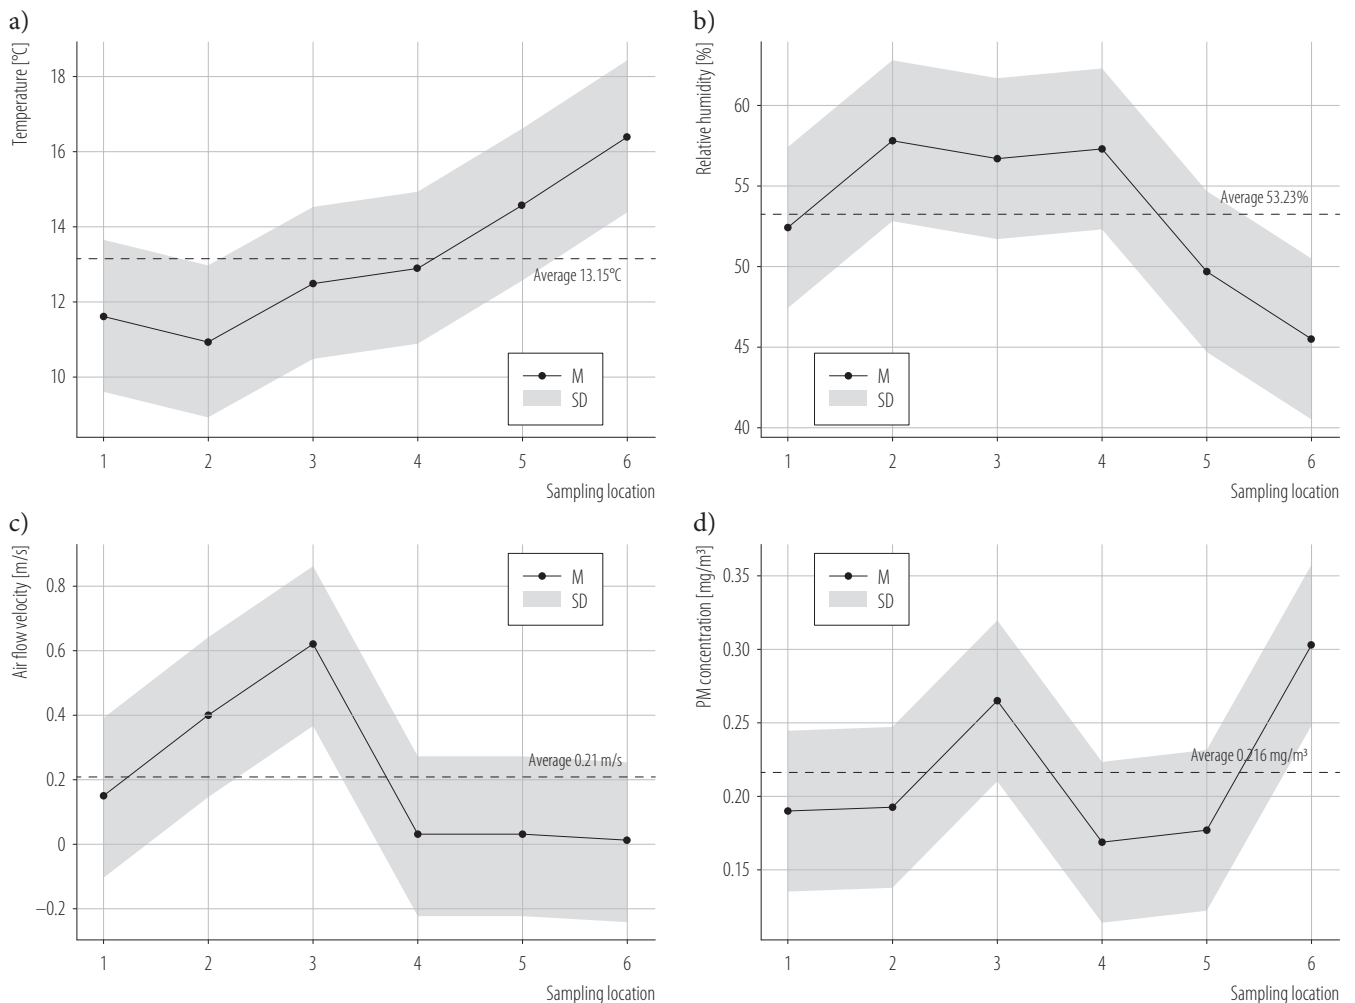 a)
Temperature [°C]
18
16
14
12
10
Average 13.15°C
M
SD
1 2 3 4 5 6
Sampling location
b)
Relative humidity [%]
60
55
50
45
40
Average 53.23%
M
SD
1 2 3 4 5 6
Sampling location
c)
Air flow velocity [m/s]
0.8
0.6
0.4
0.2
0
−0.2
Average 0.21 m/s
M
SD
1 2 3 4 5 6
Sampling location
d)
PM concentration [mg/m³]
0.35
0.30
0.25
0.20
0.15
Average 0.216 mg/m³
M
SD
1 2 3 4 5 6
Sampling location